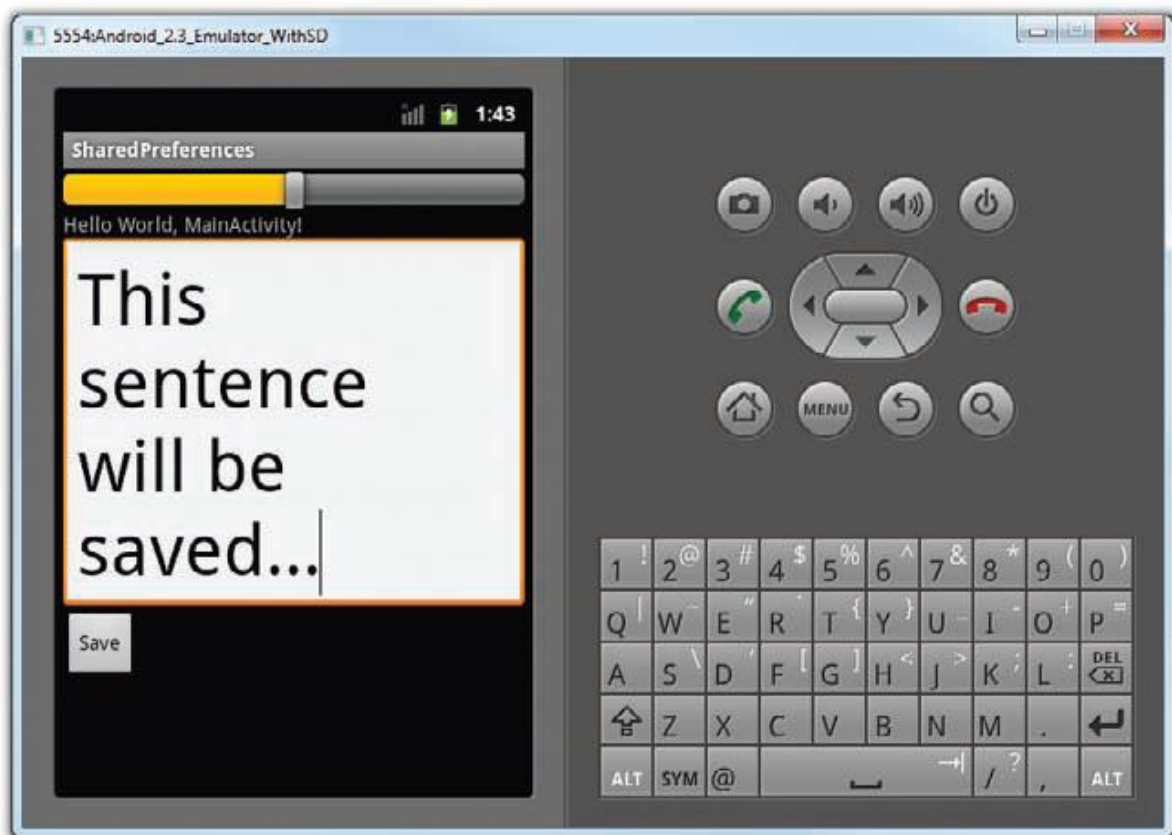 5554:Android_2.3_Emulator_WithSD
1:43
SharedPreferences
Hello World, MainActivity!
This
sentence
will be
saved...
Save
MENU
1 ! 2 @ 3 # 4 $ 5 % 6 ^ 7 & 8 * 9 ( 0 )
Q | W ~ E " R ` T { Y } U _ I - O + P =
A S \ D ' F [ G ] H < J > K ; L : DEL
Z X C V B N M .
ALT SYM @ / ? , ALT